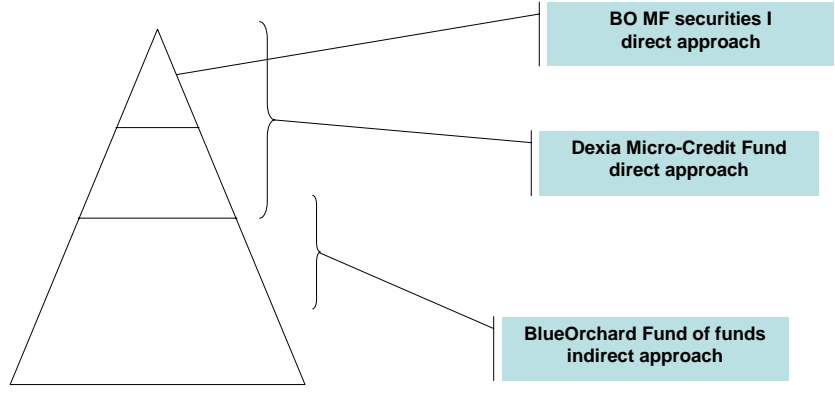 BO MF securities I
direct approach
Dexia Micro-Credit Fund
direct approach
BlueOrchard Fund of funds
indirect approach